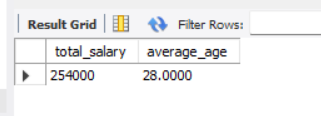 Result Grid Filter Rows:
total_salary average_age
254000 28.0000